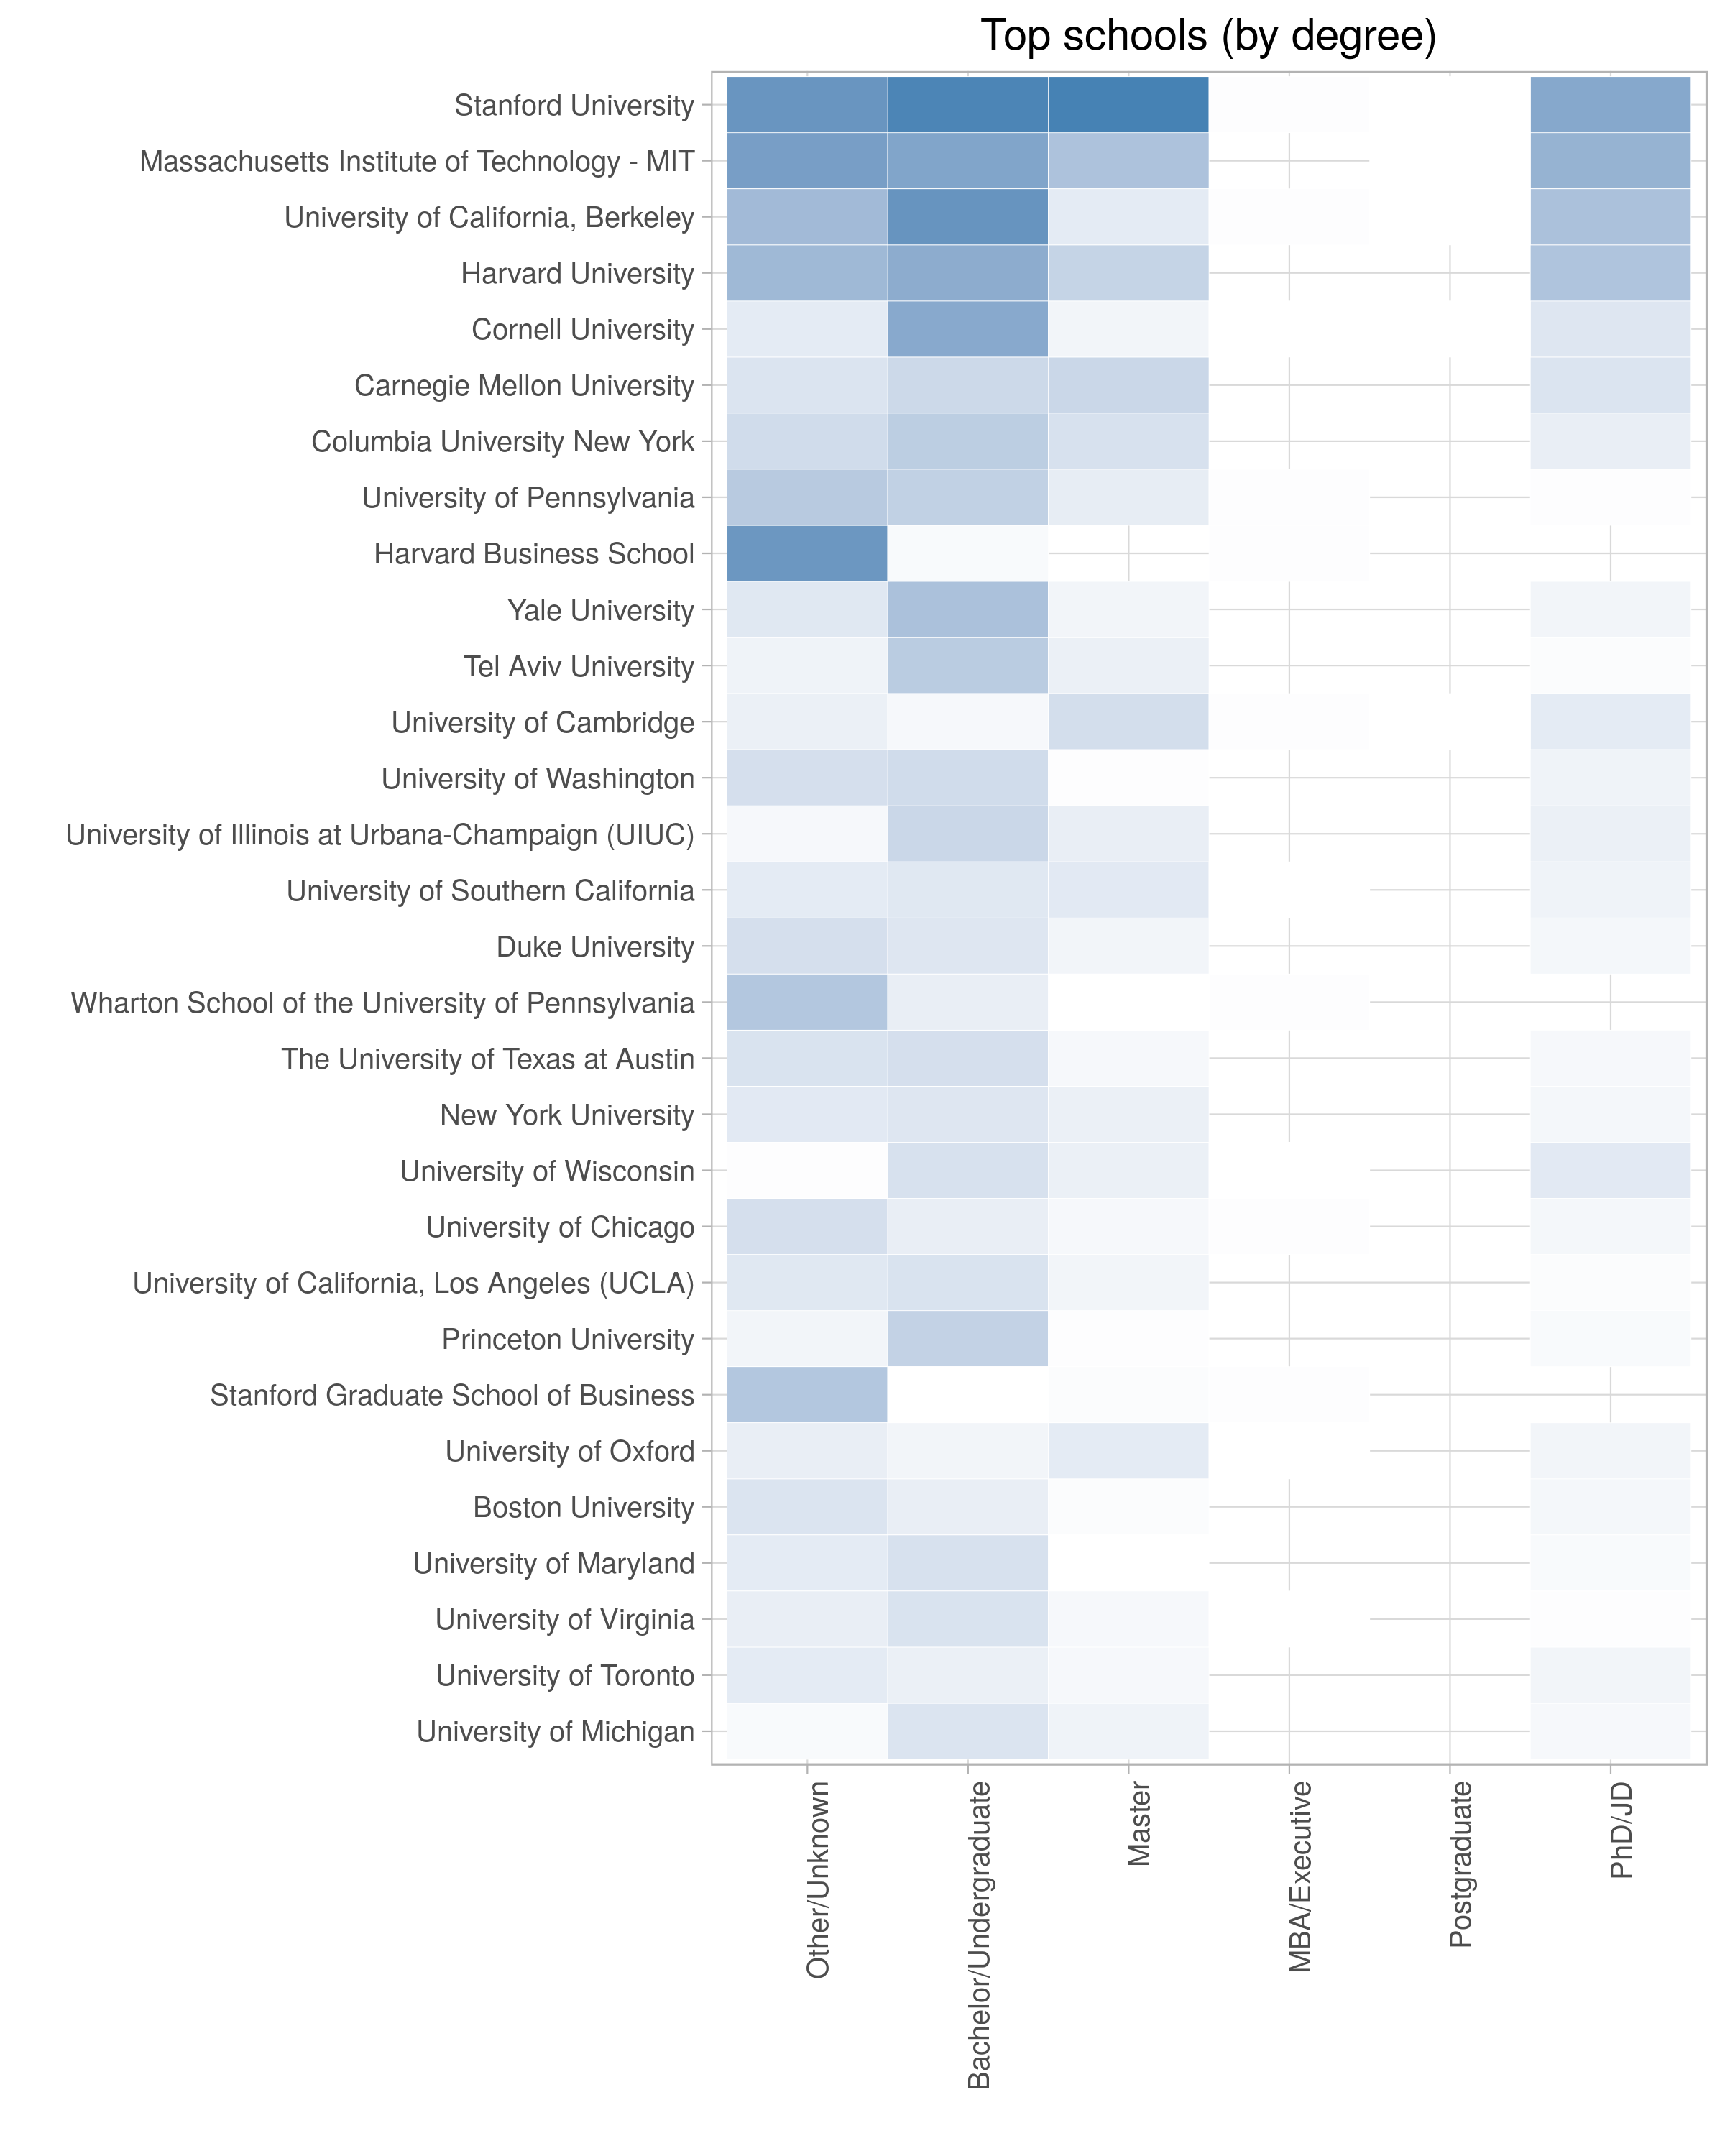 Top schools (by degree)
Stanford University
Massachusetts Institute of Technology - MIT
University of California, Berkeley
Harvard University
Cornell University
Carnegie Mellon University
Columbia University New York
University of Pennsylvania
Harvard Business School
Yale University
Tel Aviv University
University of Cambridge
University of Washington
University of Illinois at Urbana-Champaign (UIUC)
University of Southern California
Duke University
Wharton School of the University of Pennsylvania
The University of Texas at Austin
New York University
University of Wisconsin
University of Chicago
University of California, Los Angeles (UCLA)
Princeton University
Stanford Graduate School of Business
University of Oxford
Boston University
University of Maryland
University of Virginia
University of Toronto
University of Michigan
Other/Unknown
Bachelor/Undergraduate
Master
MBA/Executive
Postgraduate
PhD/JD